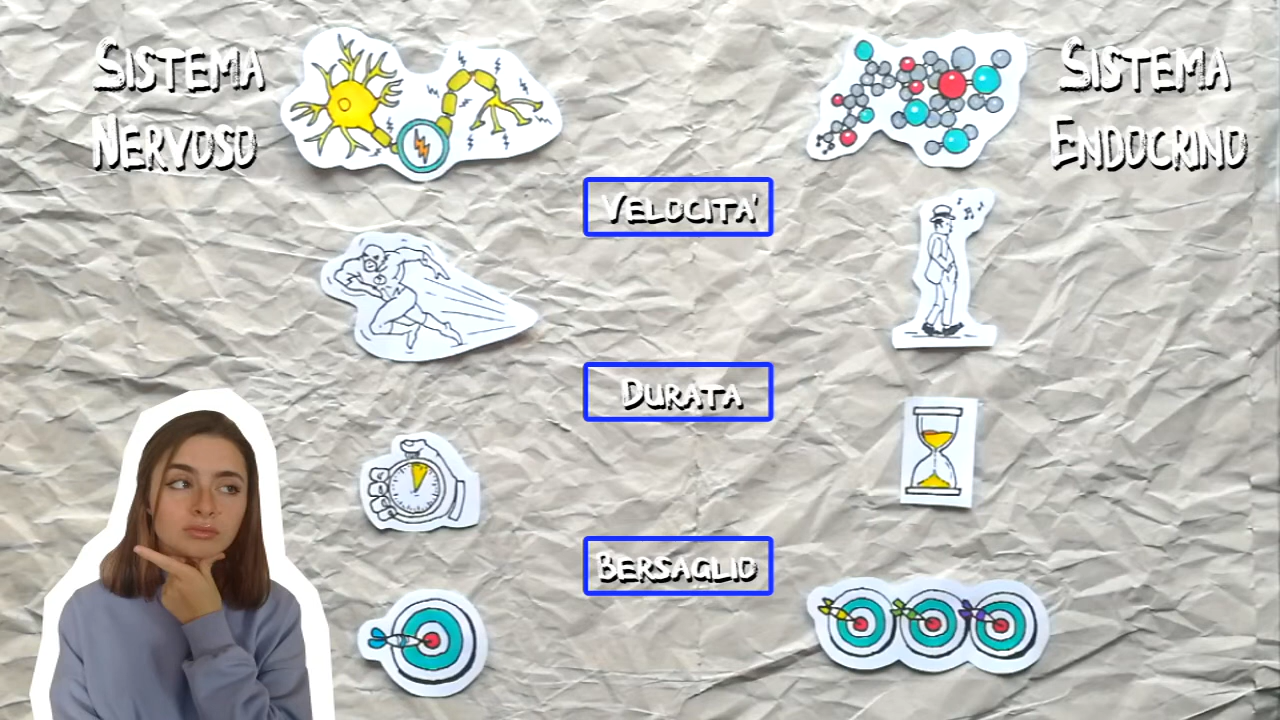 SISTEMA
NERVOSO
SISTEMA
ENDOCRINO
VELOCITA'
DURATA
BERSAGLIO